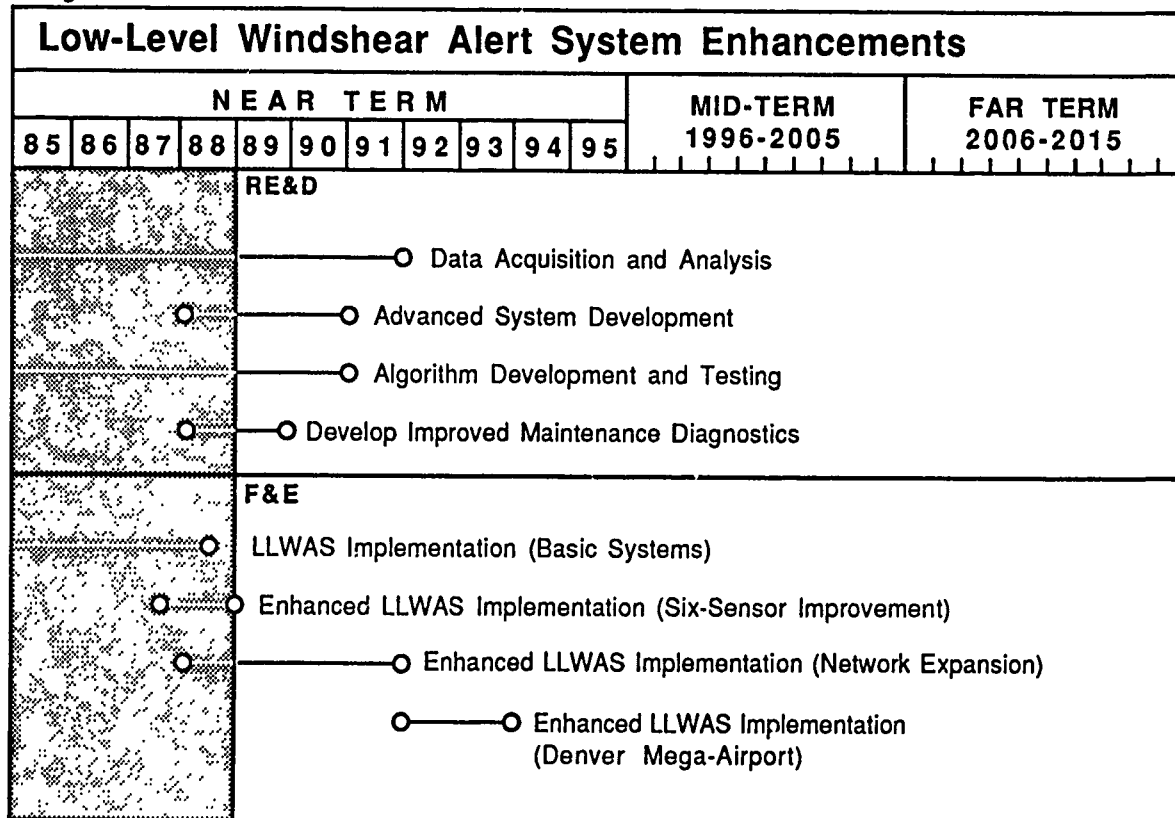 Low-Level Windshear Alert System Enhancements
NEAR TERM
MID-TERM
1996-2005
FAR TERM
2006-2015
85 86 87 88 89 90 91 92 93 94 95
RE&D
Data Acquisition and Analysis
Advanced System Development
Algorithm Development and Testing
Develop Improved Maintenance Diagnostics
F&E
LLWAS Implementation (Basic Systems)
Enhanced LLWAS Implementation (Six-Sensor Improvement)
Enhanced LLWAS Implementation (Network Expansion)
Enhanced LLWAS Implementation
(Denver Mega-Airport)